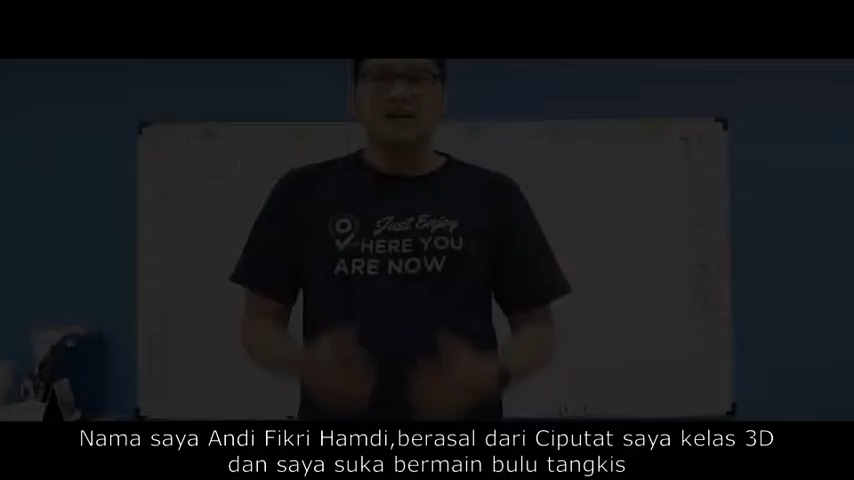 Just Enjoy
HERE YOU
ARE NOW
Nama saya Andi Fikri Hamdi,berasal dari Ciputat saya kelas 3D
dan saya suka bermain bulu tangkis